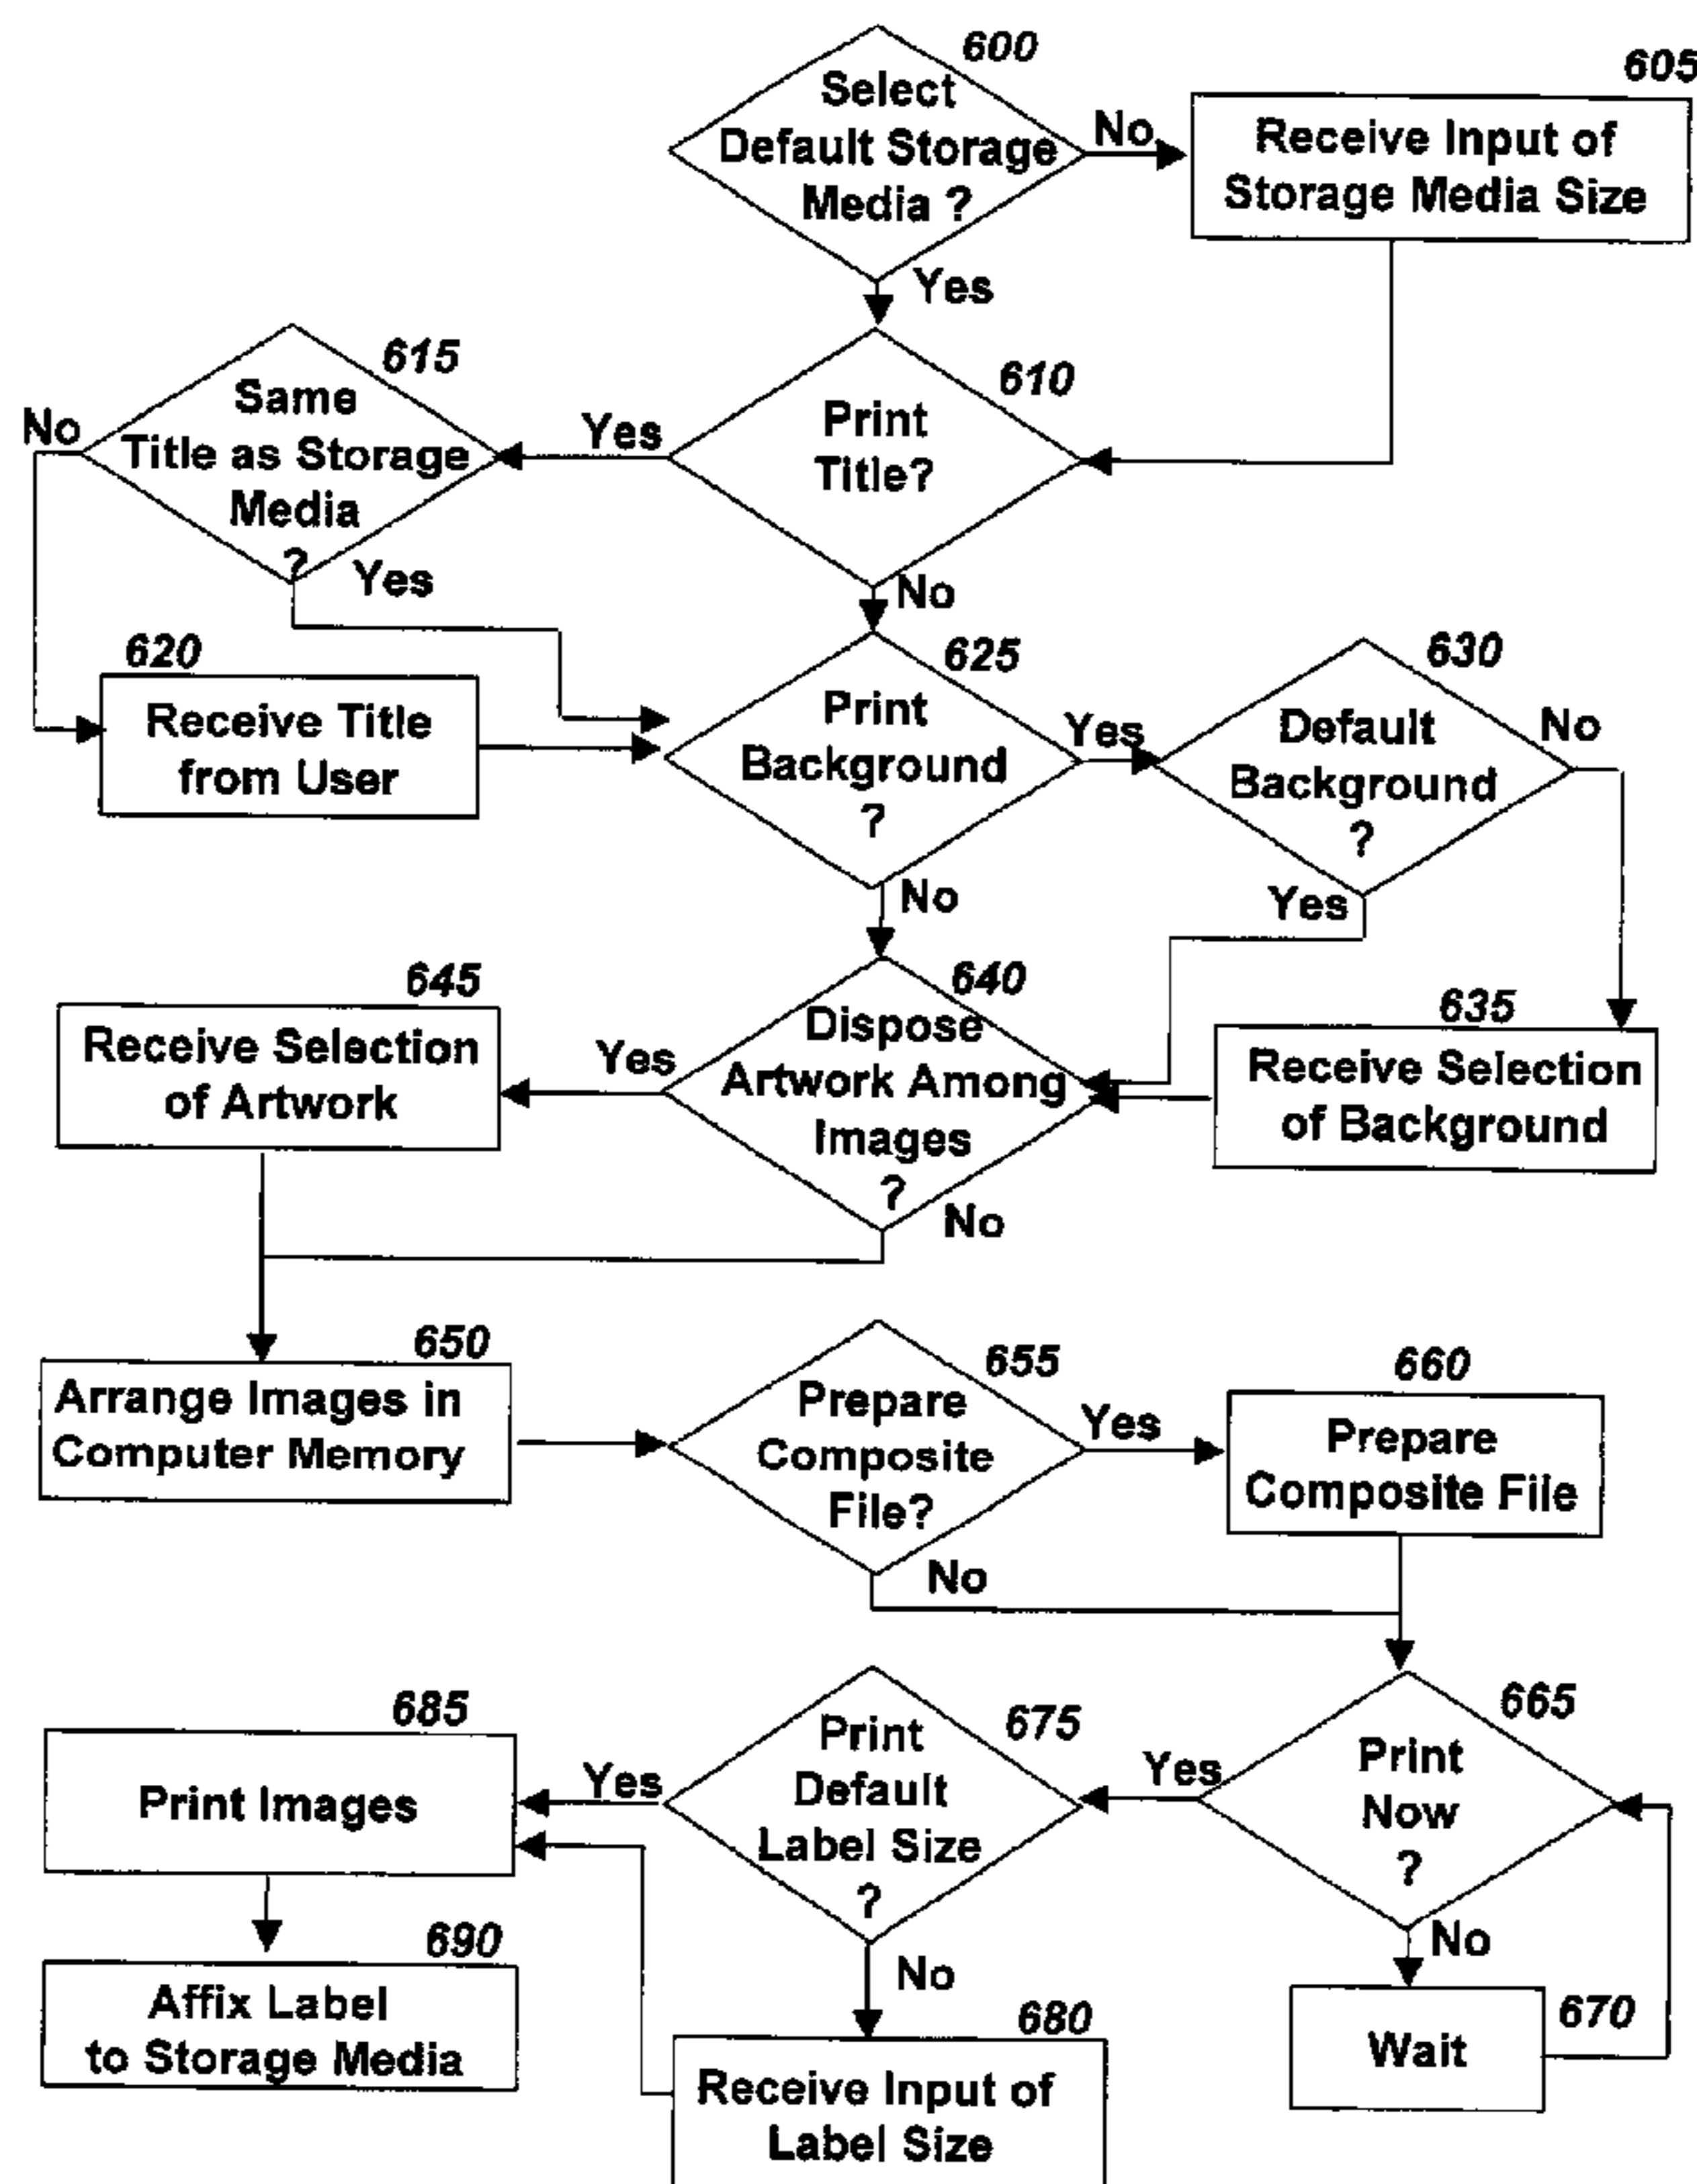 600
Select
Default Storage
Media ?
No
605
Receive Input of
Storage Media Size
Yes
615
Same
Title as Storage
Media
?
No
Yes
610
Print
Title?
Yes
No
620
Receive Title
from User
625
Print
Background
?
Yes
No
630
Default
Background
?
No
Yes
635
Receive Selection
of Background
640
Dispose
Artwork Among
Images
?
Yes
No
645
Receive Selection
of Artwork
650
Arrange Images in
Computer Memory
655
Prepare
Composite
File?
Yes
No
660
Prepare
Composite File
665
Print
Now
?
Yes
No
670
Wait
675
Print
Default
Label Size
?
Yes
No
680
Receive Input of
Label Size
685
Print Images
690
Affix Label
to Storage Media